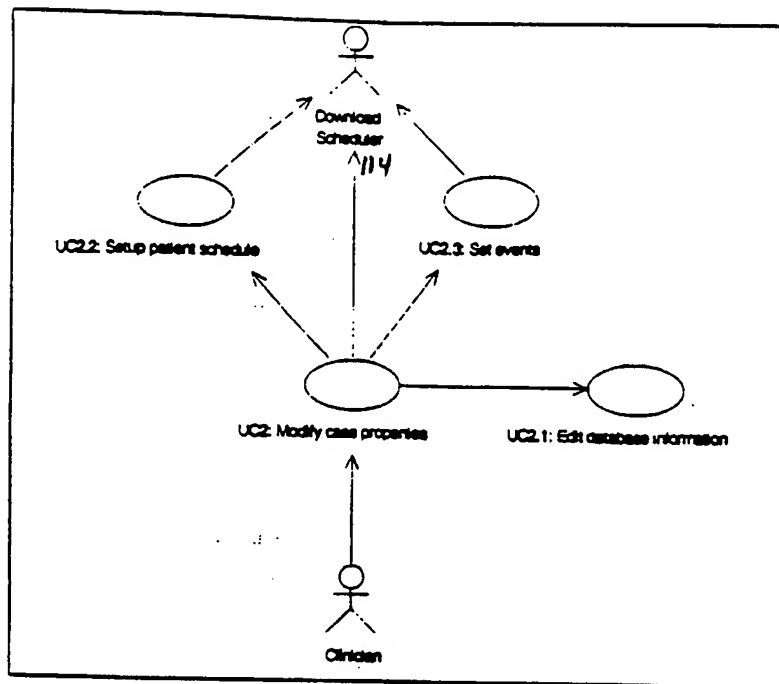 Download
Scheduler
114
UC2.2: Setup patient schedule
UC2.3: Set events
UC2: Modify case properties
UC2.1: Edit database information
Clinician